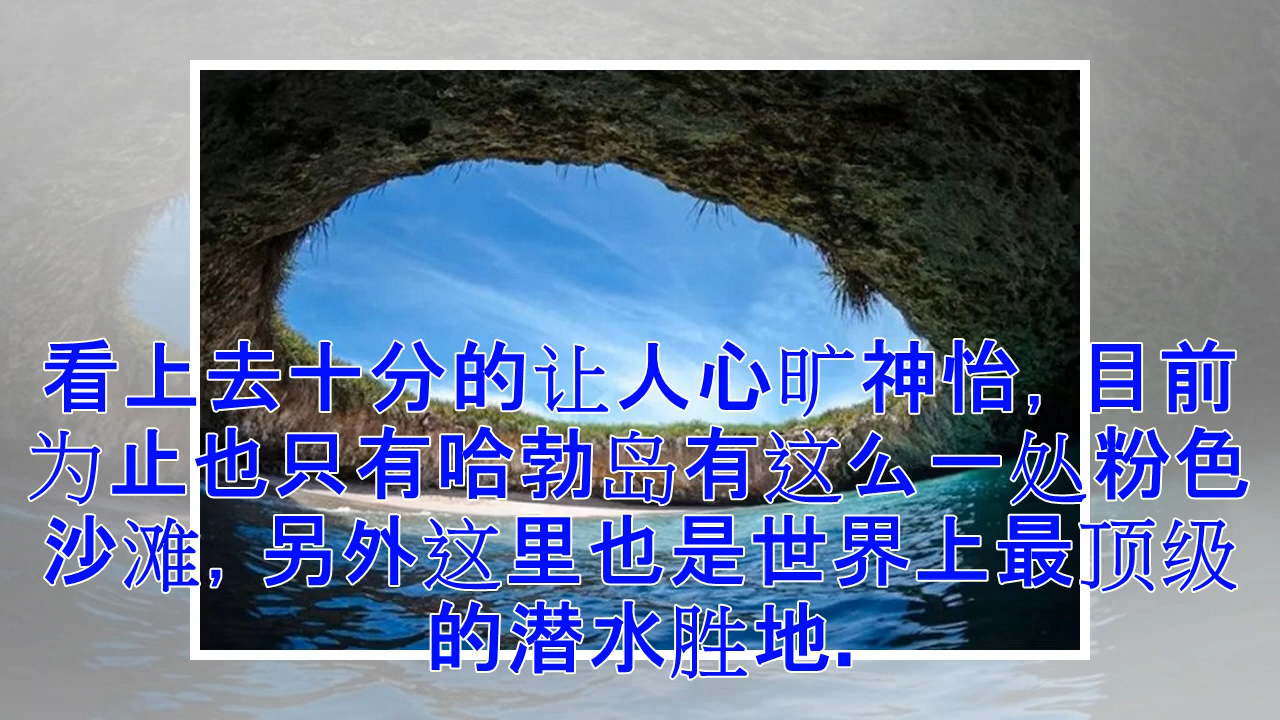 看上去十分的让人心旷神怡, 目前
为止也只有哈勃岛有这么一处粉色
沙滩, 另外这里也是世界上最顶级
的潜水胜地.